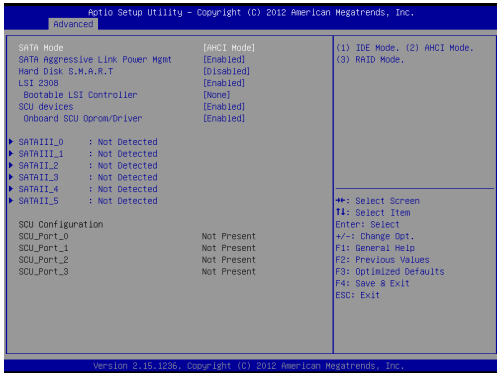 Aptio Setup Utility – Copyright (C) 2012 American Megatrends, Inc.
Advanced
SATA Mode [AHCI Mode]
SATA Aggressive Link Power Mgmt [Enabled]
Hard Disk S.M.A.R.T [Disabled]
LSI 2308 [Enabled]
Bootable LSI Controller [None]
SCU devices [Enabled]
Onboard SCU Oprom/Driver [Enabled]
SATAIII_0 : Not Detected
SATAIII_1 : Not Detected
SATAII_2 : Not Detected
SATAII_3 : Not Detected
SATAII_4 : Not Detected
SATAII_5 : Not Detected
SCU Configuration
SCU_Port_0 Not Present
SCU_Port_1 Not Present
SCU_Port_2 Not Present
SCU_Port_3 Not Present
(1) IDE Mode. (2) AHCI Mode.
(3) RAID Mode.
→←: Select Screen
↑↓: Select Item
Enter: Select
+/-: Change Opt.
F1: General Help
F2: Previous Values
F3: Optimized Defaults
F4: Save & Exit
ESC: Exit
Version 2.15.1236. Copyright (C) 2012 American Megatrends, Inc.